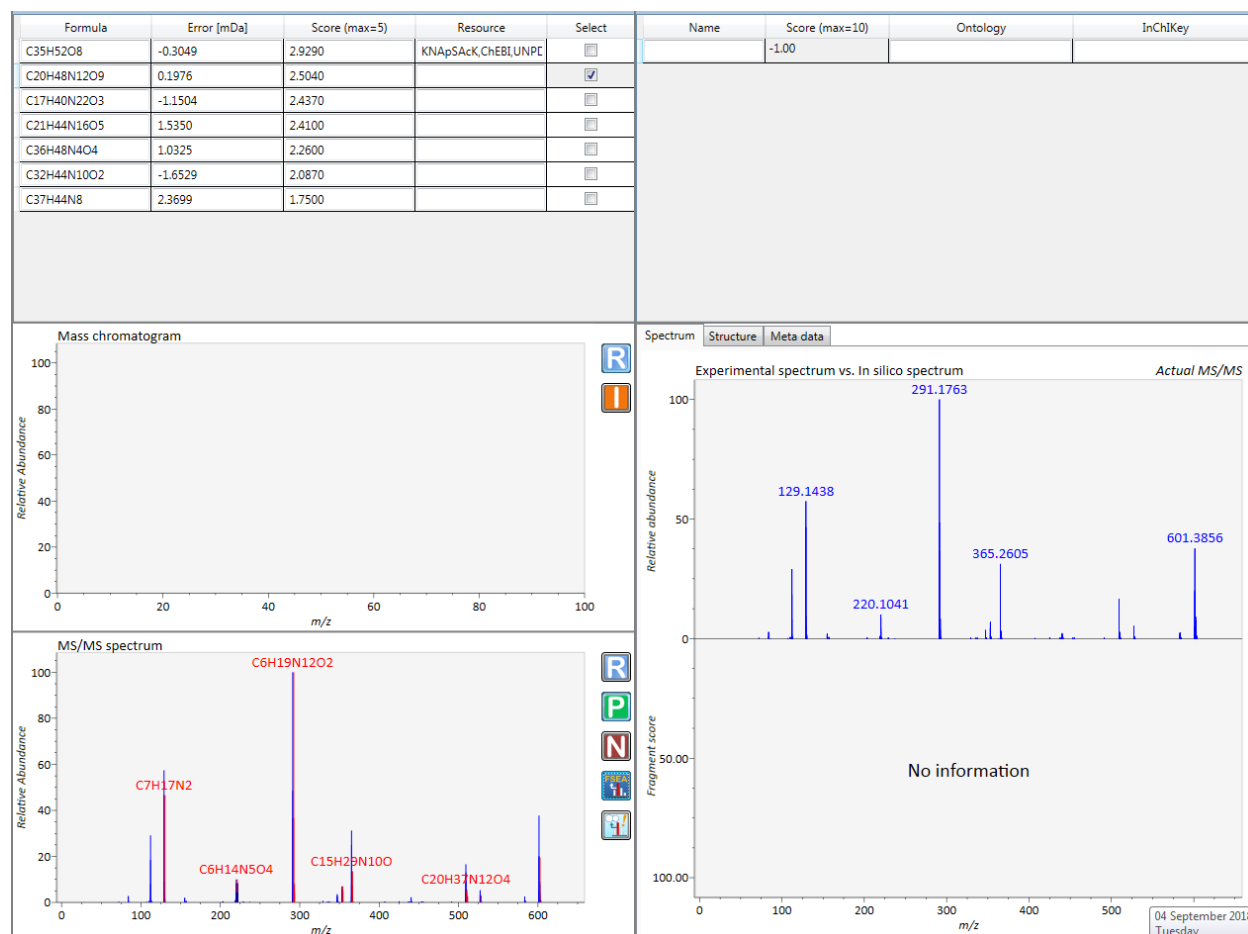 Formula Error [mDa] Score (max=5) Resource Select
C35H52O8 -0.3049 2.9290 KNApSAcK,ChEBI,UNPD
C20H48N12O9 0.1976 2.5040
C17H40N22O3 -1.1504 2.4370
C21H44N16O5 1.5350 2.4100
C36H48N4O4 1.0325 2.2600
C32H44N10O2 -1.6529 2.0870
C37H44N8 2.3699 1.7500
Name Score (max=10) Ontology InChIKey
-1.00
Mass chromatogram
R
I
Relative Abundance
100
80
60
40
20
0
0 20 40 60 80 100
m/z
MS/MS spectrum
R
P
N
FSEA
Relative Abundance
100
80
60
40
20
0
C6H19N12O2
C7H17N2
C6H14N5O4
C15H29N10O
C20H37N12O4
0 100 200 300 400 500 600
m/z
Spectrum Structure Meta data
Experimental spectrum vs. In silico spectrum Actual MS/MS
291.1763
129.1438
601.3856
365.2605
220.1041
Relative abundance
100
50
0
No information
Fragment score
50.00
100.00
0 100 200 300 400 500
m/z
04 September 2018
Tuesday